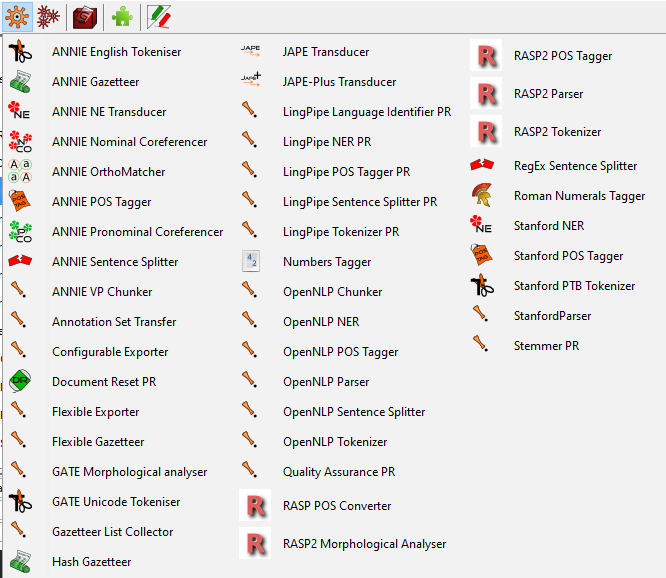 ANNIE English Tokeniser
ANNIE Gazetteer
ANNIE NE Transducer
ANNIE Nominal Coreferencer
ANNIE OrthoMatcher
ANNIE POS Tagger
ANNIE Pronominal Coreferencer
ANNIE Sentence Splitter
ANNIE VP Chunker
Annotation Set Transfer
Configurable Exporter
Document Reset PR
Flexible Exporter
Flexible Gazetteer
GATE Morphological analyser
GATE Unicode Tokeniser
Gazetteer List Collector
Hash Gazetteer
JAPE Transducer
JAPE-Plus Transducer
LingPipe Language Identifier PR
LingPipe NER PR
LingPipe POS Tagger PR
LingPipe Sentence Splitter PR
LingPipe Tokenizer PR
Numbers Tagger
OpenNLP Chunker
OpenNLP NER
OpenNLP POS Tagger
OpenNLP Parser
OpenNLP Sentence Splitter
OpenNLP Tokenizer
Quality Assurance PR
RASP POS Converter
RASP2 Morphological Analyser
RASP2 POS Tagger
RASP2 Parser
RASP2 Tokenizer
RegEx Sentence Splitter
Roman Numerals Tagger
Stanford NER
Stanford POS Tagger
Stanford PTB Tokenizer
StanfordParser
Stemmer PR